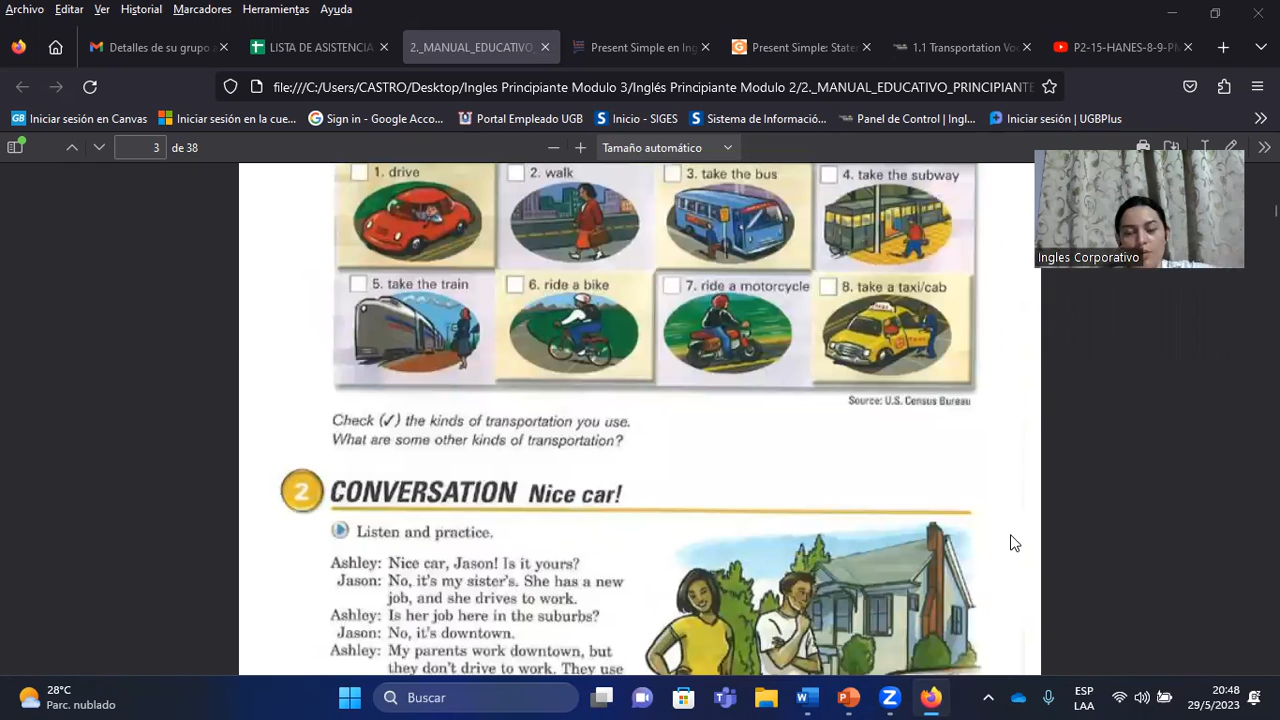 Archivo Editar Ver Historial Marcadores Herramientas Ayuda
Detalles de su grupo LISTA DE ASISTENCIA 2._MANUAL_EDUCATIVO_ Present Simple en Ing Present Simple: Stater 1.1 Transportation Voc P2-15-HANES-8-9-PM
file:///C:/Users/CASTRO/Desktop/Ingles Principiante Modulo 3/Inglés Principiante Modulo 2/2._MANUAL_EDUCATIVO_PRINCIPIANTE
Iniciar sesión en Canvas Iniciar sesión en la cue... Sign in - Google Acco... Portal Empleado UGB Inicio - SIGES Sistema de Informació... Panel de Control | Ingl... Iniciar sesión | UGBPlus
3 de 38 Tamaño automático
1. drive 2. walk 3. take the bus 4. take the subway
Ingles Corporativo
5. take the train 6. ride a bike 7. ride a motorcycle 8. take a taxi/cab
TAXI
Source: U.S. Census Bureau
Check (✓) the kinds of transportation you use.
What are some other kinds of transportation?
2 CONVERSATION Nice car!
Listen and practice.
Ashley: Nice car, Jason! Is it yours?
Jason: No, it's my sister's. She has a new
job, and she drives to work.
Ashley: Is her job here in the suburbs?
Jason: No, it's downtown.
Ashley: My parents work downtown, but
they don't drive to work. They use
28°C
Parc. nublado
Buscar
ESP
LAA
20:48
29/5/2023